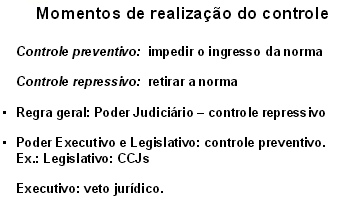 Momentos de realização do controle
Controle preventivo: impedir o ingresso da norma
Controle repressivo: retirar a norma
• Regra geral: Poder Judiciário – controle repressivo
• Poder Executivo e Legislativo: controle preventivo.
Ex.: Legislativo: CCJs
Executivo: veto jurídico.